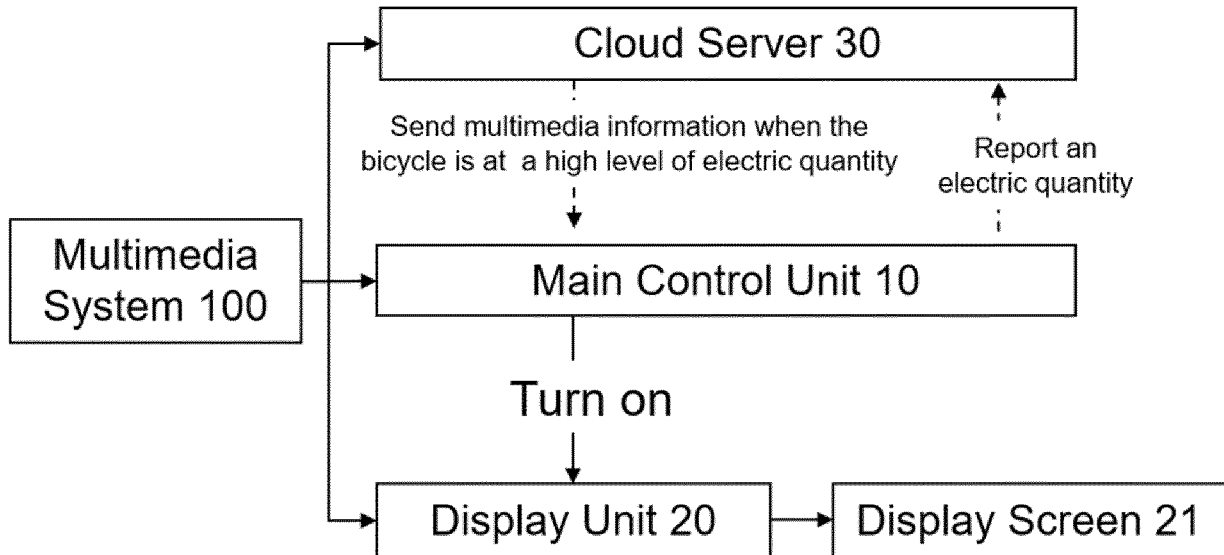 Cloud Server 30
Send multimedia information when the
bicycle is at a high level of electric quantity
Report an
electric quantity
Multimedia
System 100
Main Control Unit 10
Turn on
Display Unit 20
Display Screen 21